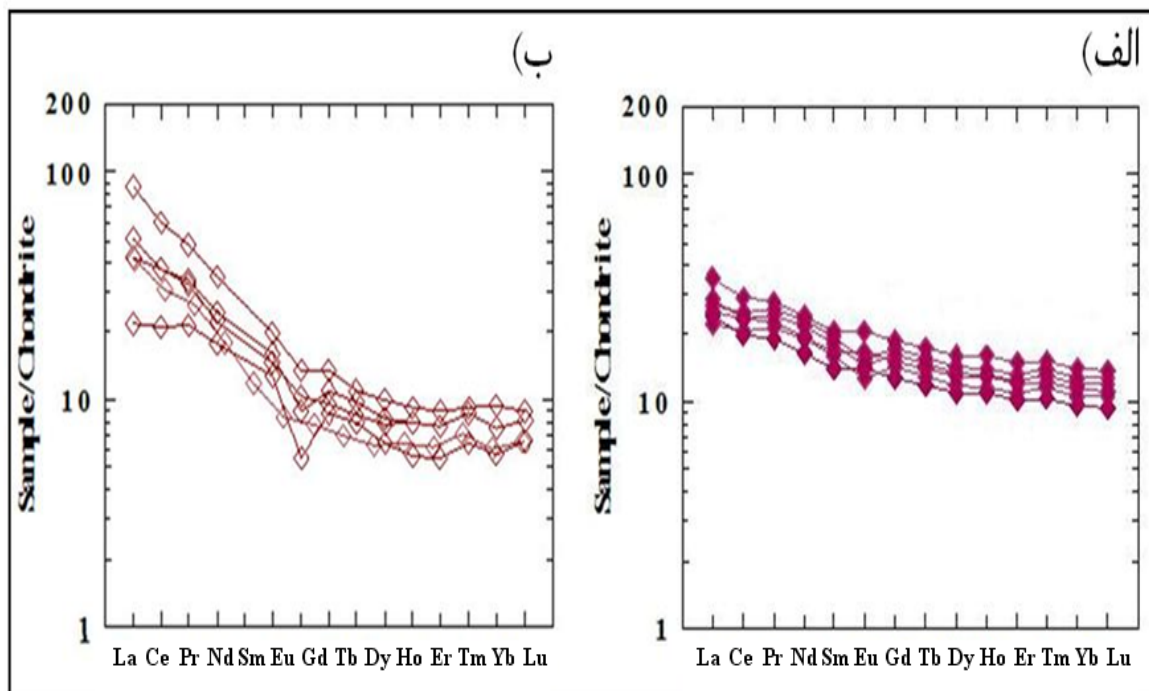 الف)
200
100
10
1
Sample/Chondrite
La Ce Pr Nd Sm Eu Gd Tb Dy Ho Er Tm Yb Lu
ب)
200
100
10
1
Sample/Chondrite
La Ce Pr Nd Sm Eu Gd Tb Dy Ho Er Tm Yb Lu